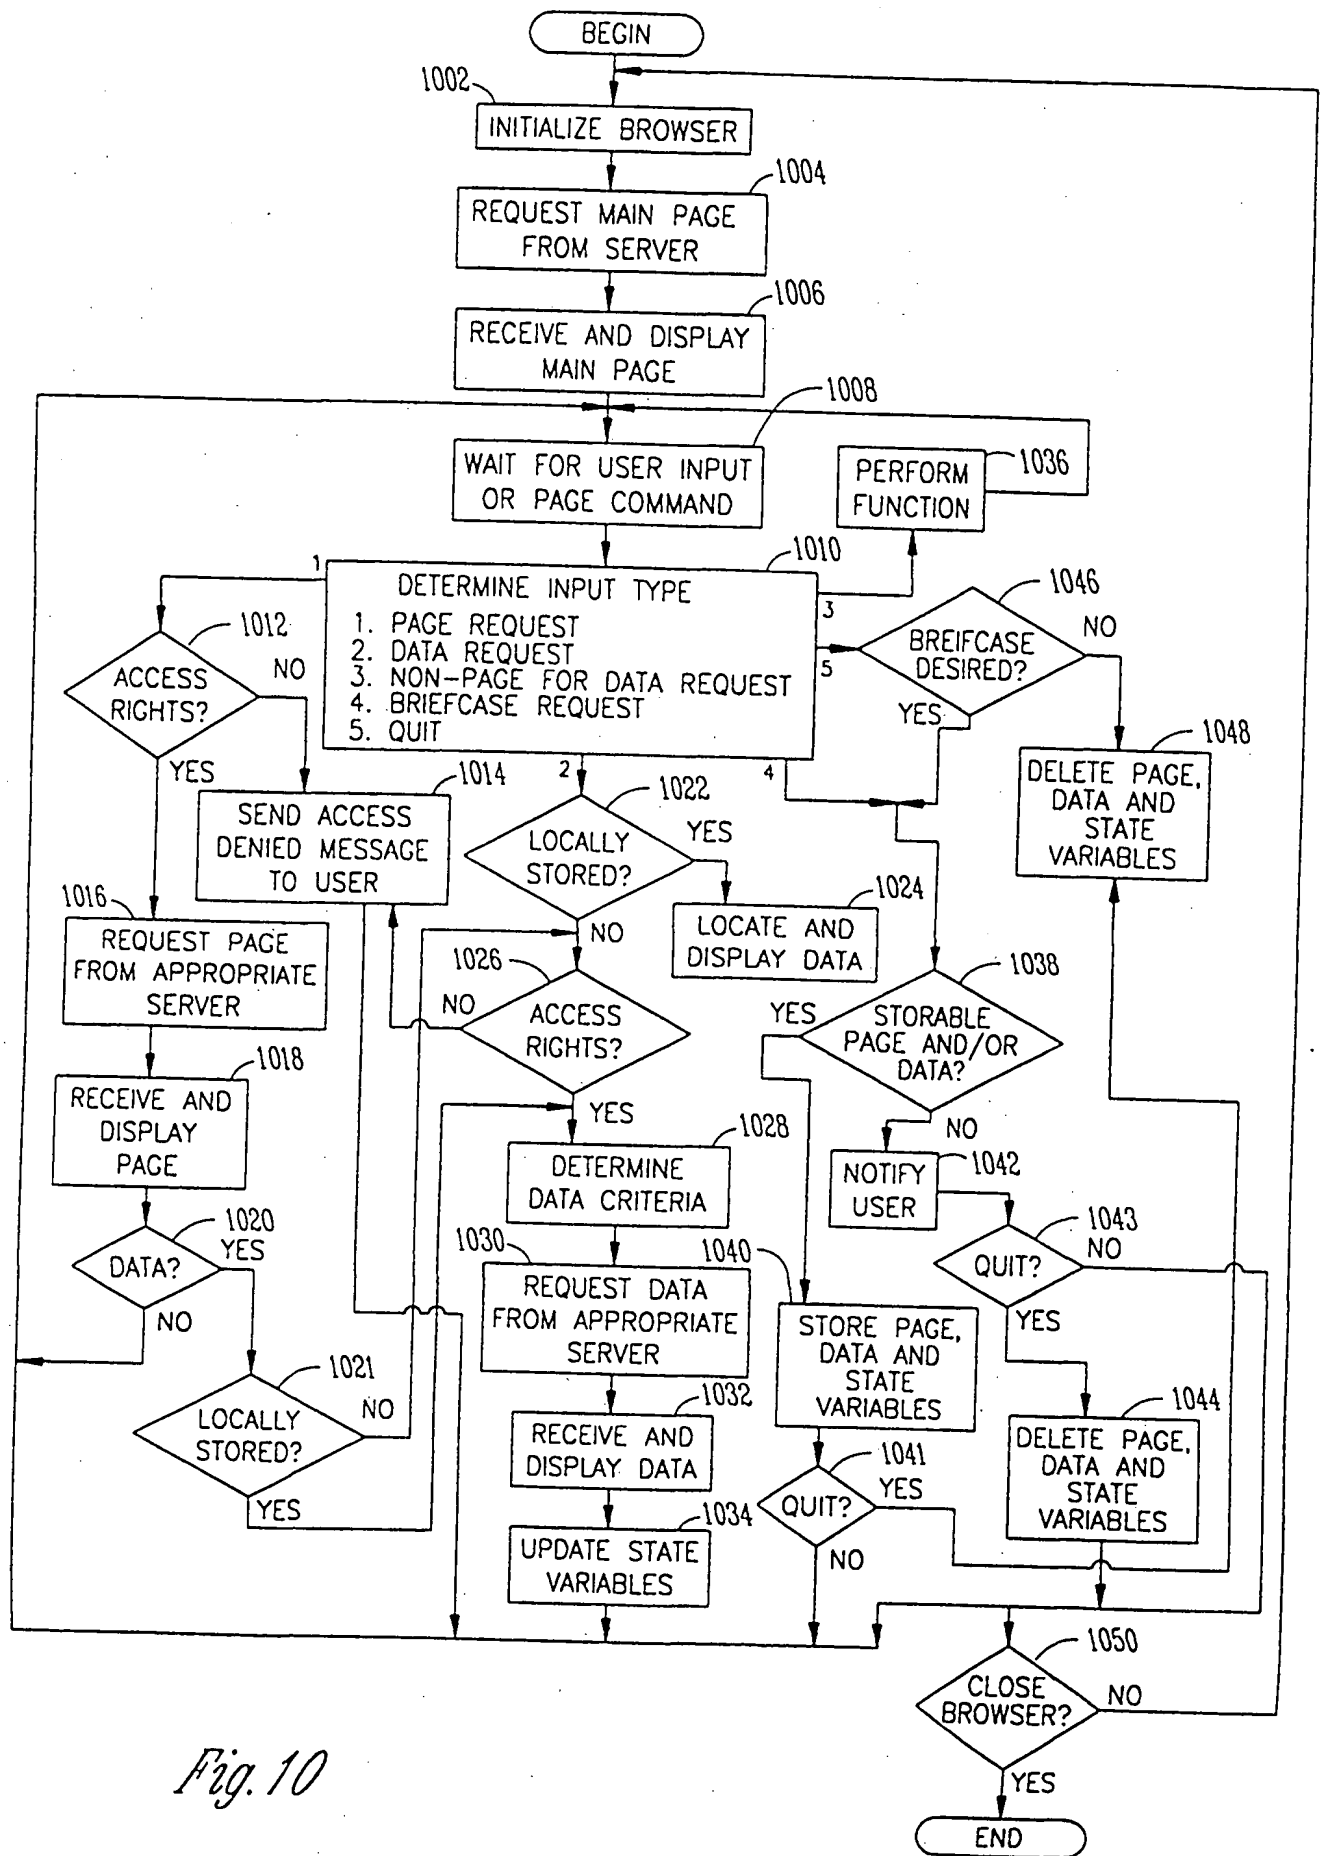 BEGIN
1002
INITIALIZE BROWSER
1004
REQUEST MAIN PAGE
FROM SERVER
1006
RECEIVE AND DISPLAY
MAIN PAGE
1008
WAIT FOR USER INPUT
OR PAGE COMMAND
1036
PERFORM
FUNCTION
1010
1
DETERMINE INPUT TYPE
1. PAGE REQUEST
2. DATA REQUEST
3. NON-PAGE FOR DATA REQUEST
4. BRIEFCASE REQUEST
5. QUIT
3
5
2
4
1046
BREIFCASE
DESIRED?
NO
YES
1012
ACCESS
RIGHTS?
NO
YES
1014
SEND ACCESS
DENIED MESSAGE
TO USER
1022
LOCALLY
STORED?
YES
NO
1048
DELETE PAGE,
DATA AND
STATE
VARIABLES
1016
REQUEST PAGE
FROM APPROPRIATE
SERVER
1024
LOCATE AND
DISPLAY DATA
1026
NO
ACCESS
RIGHTS?
YES
1038
YES
STORABLE
PAGE AND/OR
DATA?
NO
1018
RECEIVE AND
DISPLAY
PAGE
1028
DETERMINE
DATA CRITERIA
1042
NOTIFY
USER
1020
DATA?
YES
NO
1030
REQUEST DATA
FROM APPROPRIATE
SERVER
1040
STORE PAGE,
DATA AND
STATE
VARIABLES
1043
QUIT?
NO
YES
1021
LOCALLY
STORED?
NO
YES
1032
RECEIVE AND
DISPLAY DATA
1041
QUIT?
YES
NO
1044
DELETE PAGE,
DATA AND
STATE
VARIABLES
1034
UPDATE STATE
VARIABLES
1050
CLOSE
BROWSER?
NO
YES
END
Fig. 10